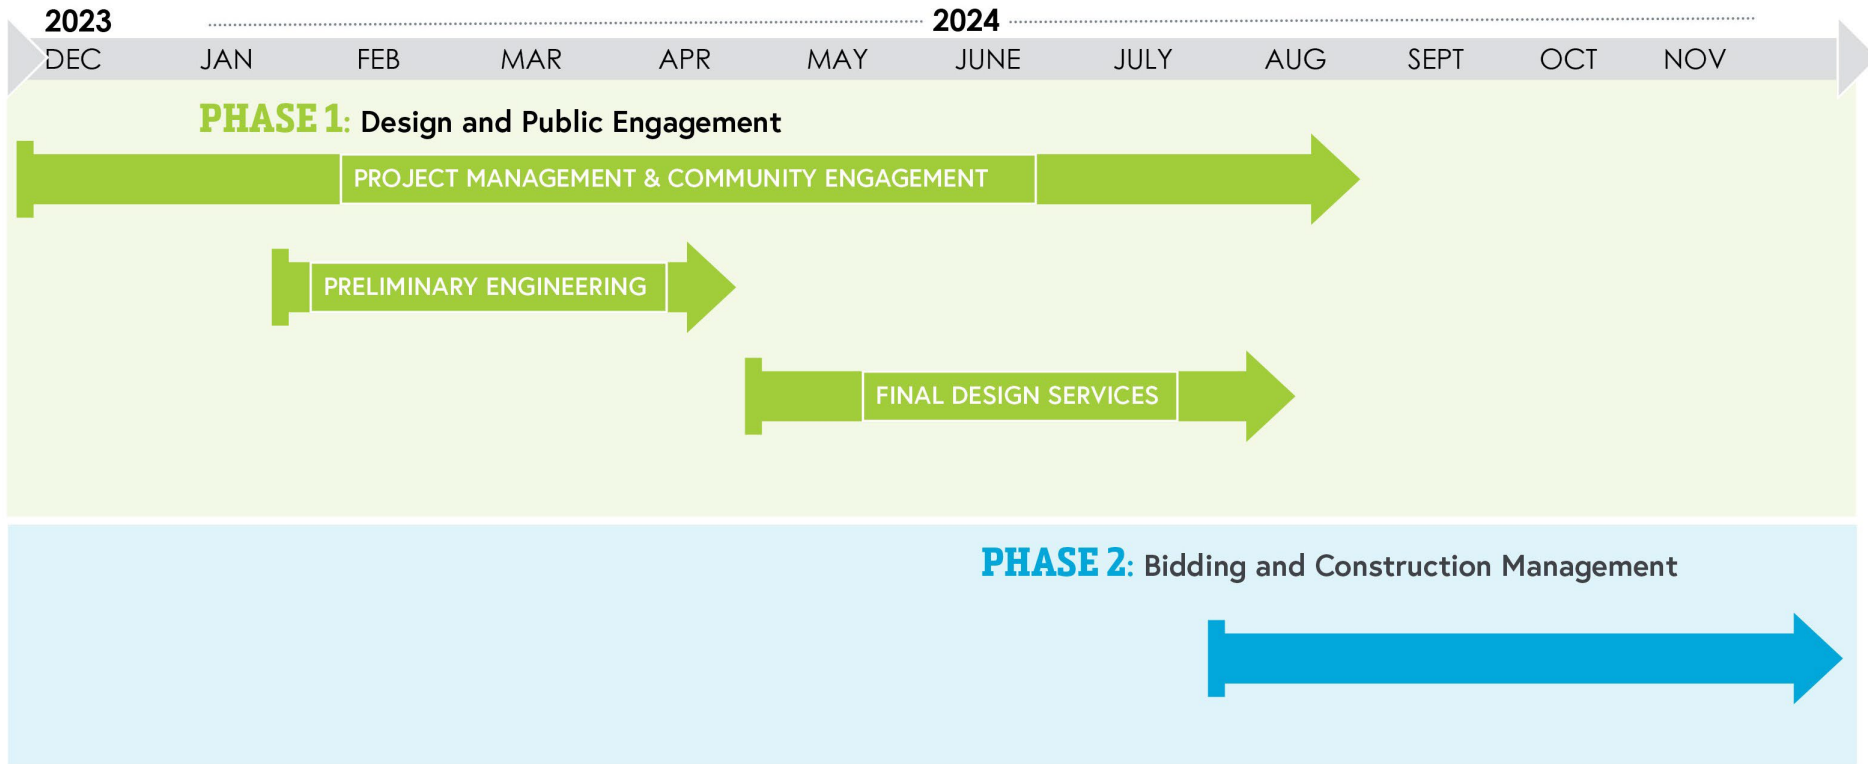 2023 2024
DEC JAN FEB MAR APR MAY JUNE JULY AUG SEPT OCT NOV
PHASE 1: Design and Public Engagement
PROJECT MANAGEMENT & COMMUNITY ENGAGEMENT
PRELIMINARY ENGINEERING
FINAL DESIGN SERVICES
PHASE 2: Bidding and Construction Management